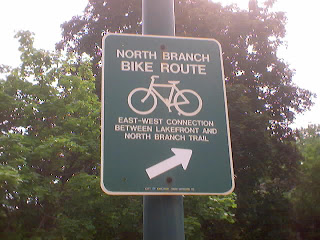 NORTH BRANCH
BIKE ROUTE
EAST-WEST CONNECTION
BETWEEN LAKEFRONT AND
NORTH BRANCH TRAIL